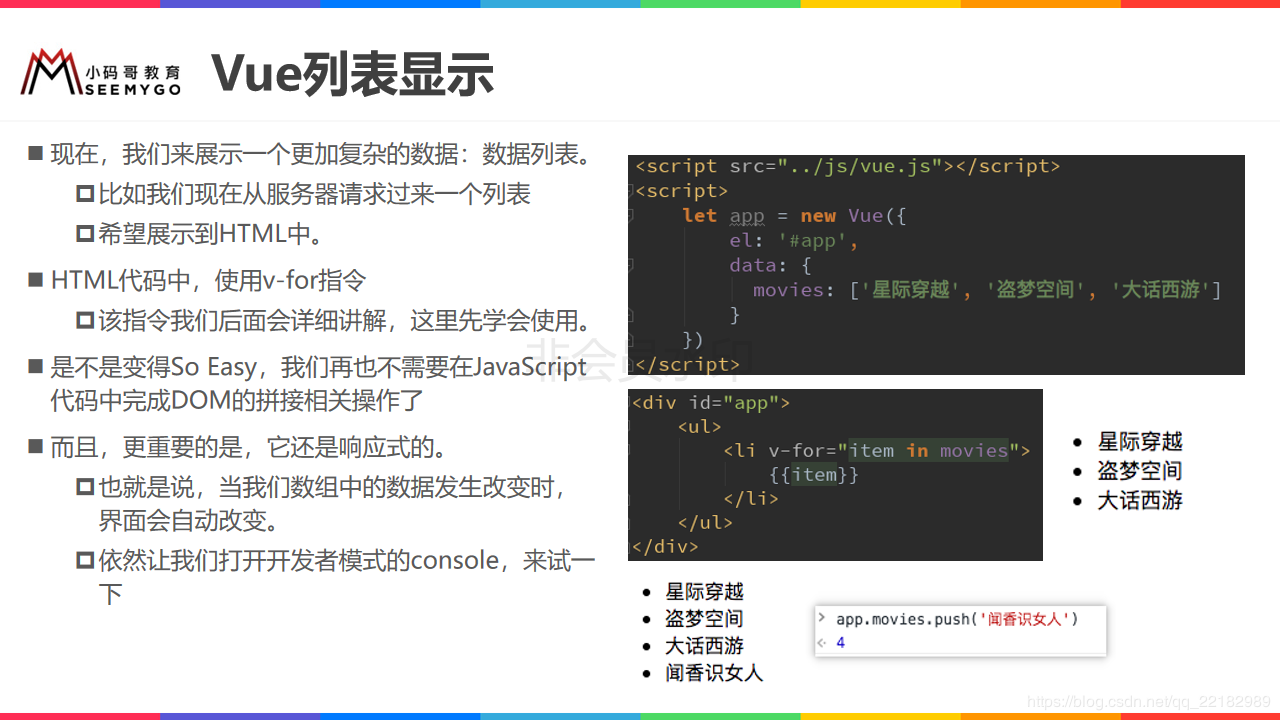 小码哥教育
SEEMYGO
Vue列表显示
现在，我们来展示一个更加复杂的数据：数据列表。
比如我们现在从服务器请求过来一个列表
希望展示到HTML中。
HTML代码中，使用v-for指令
该指令我们后面会详细讲解，这里先学会使用。
是不是变得So Easy，我们再也不需要在JavaScript
代码中完成DOM的拼接相关操作了
而且，更重要的是，它还是响应式的。
也就是说，当我们数组中的数据发生改变时，
界面会自动改变。
依然让我们打开开发者模式的console，来试一
下
<script src="../js/vue.js"></script>
<script>
let app = new Vue({
el: '#app',
data: {
movies: ['星际穿越', '盗梦空间', '大话西游']
}
})
</script>
非会员水印
<div id="app">
<ul>
<li v-for="item in movies">
{{item}}
</li>
</ul>
</div>
星际穿越
盗梦空间
大话西游
星际穿越
盗梦空间
大话西游
闻香识女人
> app.movies.push('闻香识女人')
4
https://blog.csdn.net/qq_22182989